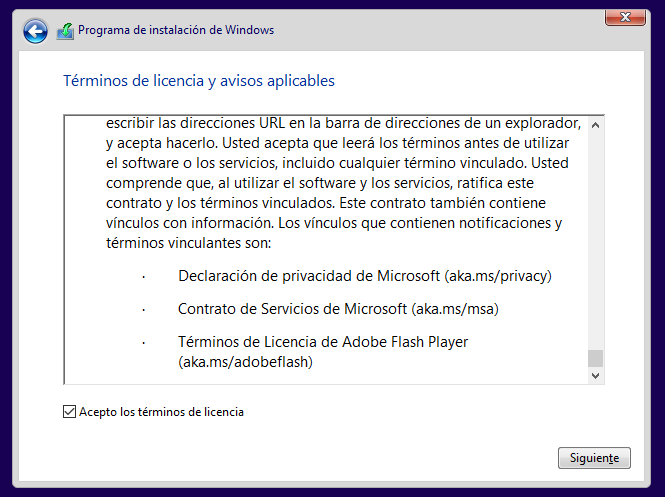 Programa de instalación de Windows
Términos de licencia y avisos aplicables
escribir las direcciones URL en la barra de direcciones de un explorador,
y acepta hacerlo. Usted acepta que leerá los términos antes de utilizar
el software o los servicios, incluido cualquier término vinculado. Usted
comprende que, al utilizar el software y los servicios, ratifica este
contrato y los términos vinculados. Este contrato también contiene
vínculos con información. Los vínculos que contienen notificaciones y
términos vinculantes son:
· Declaración de privacidad de Microsoft (aka.ms/privacy)
· Contrato de Servicios de Microsoft (aka.ms/msa)
· Términos de Licencia de Adobe Flash Player
(aka.ms/adobeflash)
Acepto los términos de licencia
Siguiente